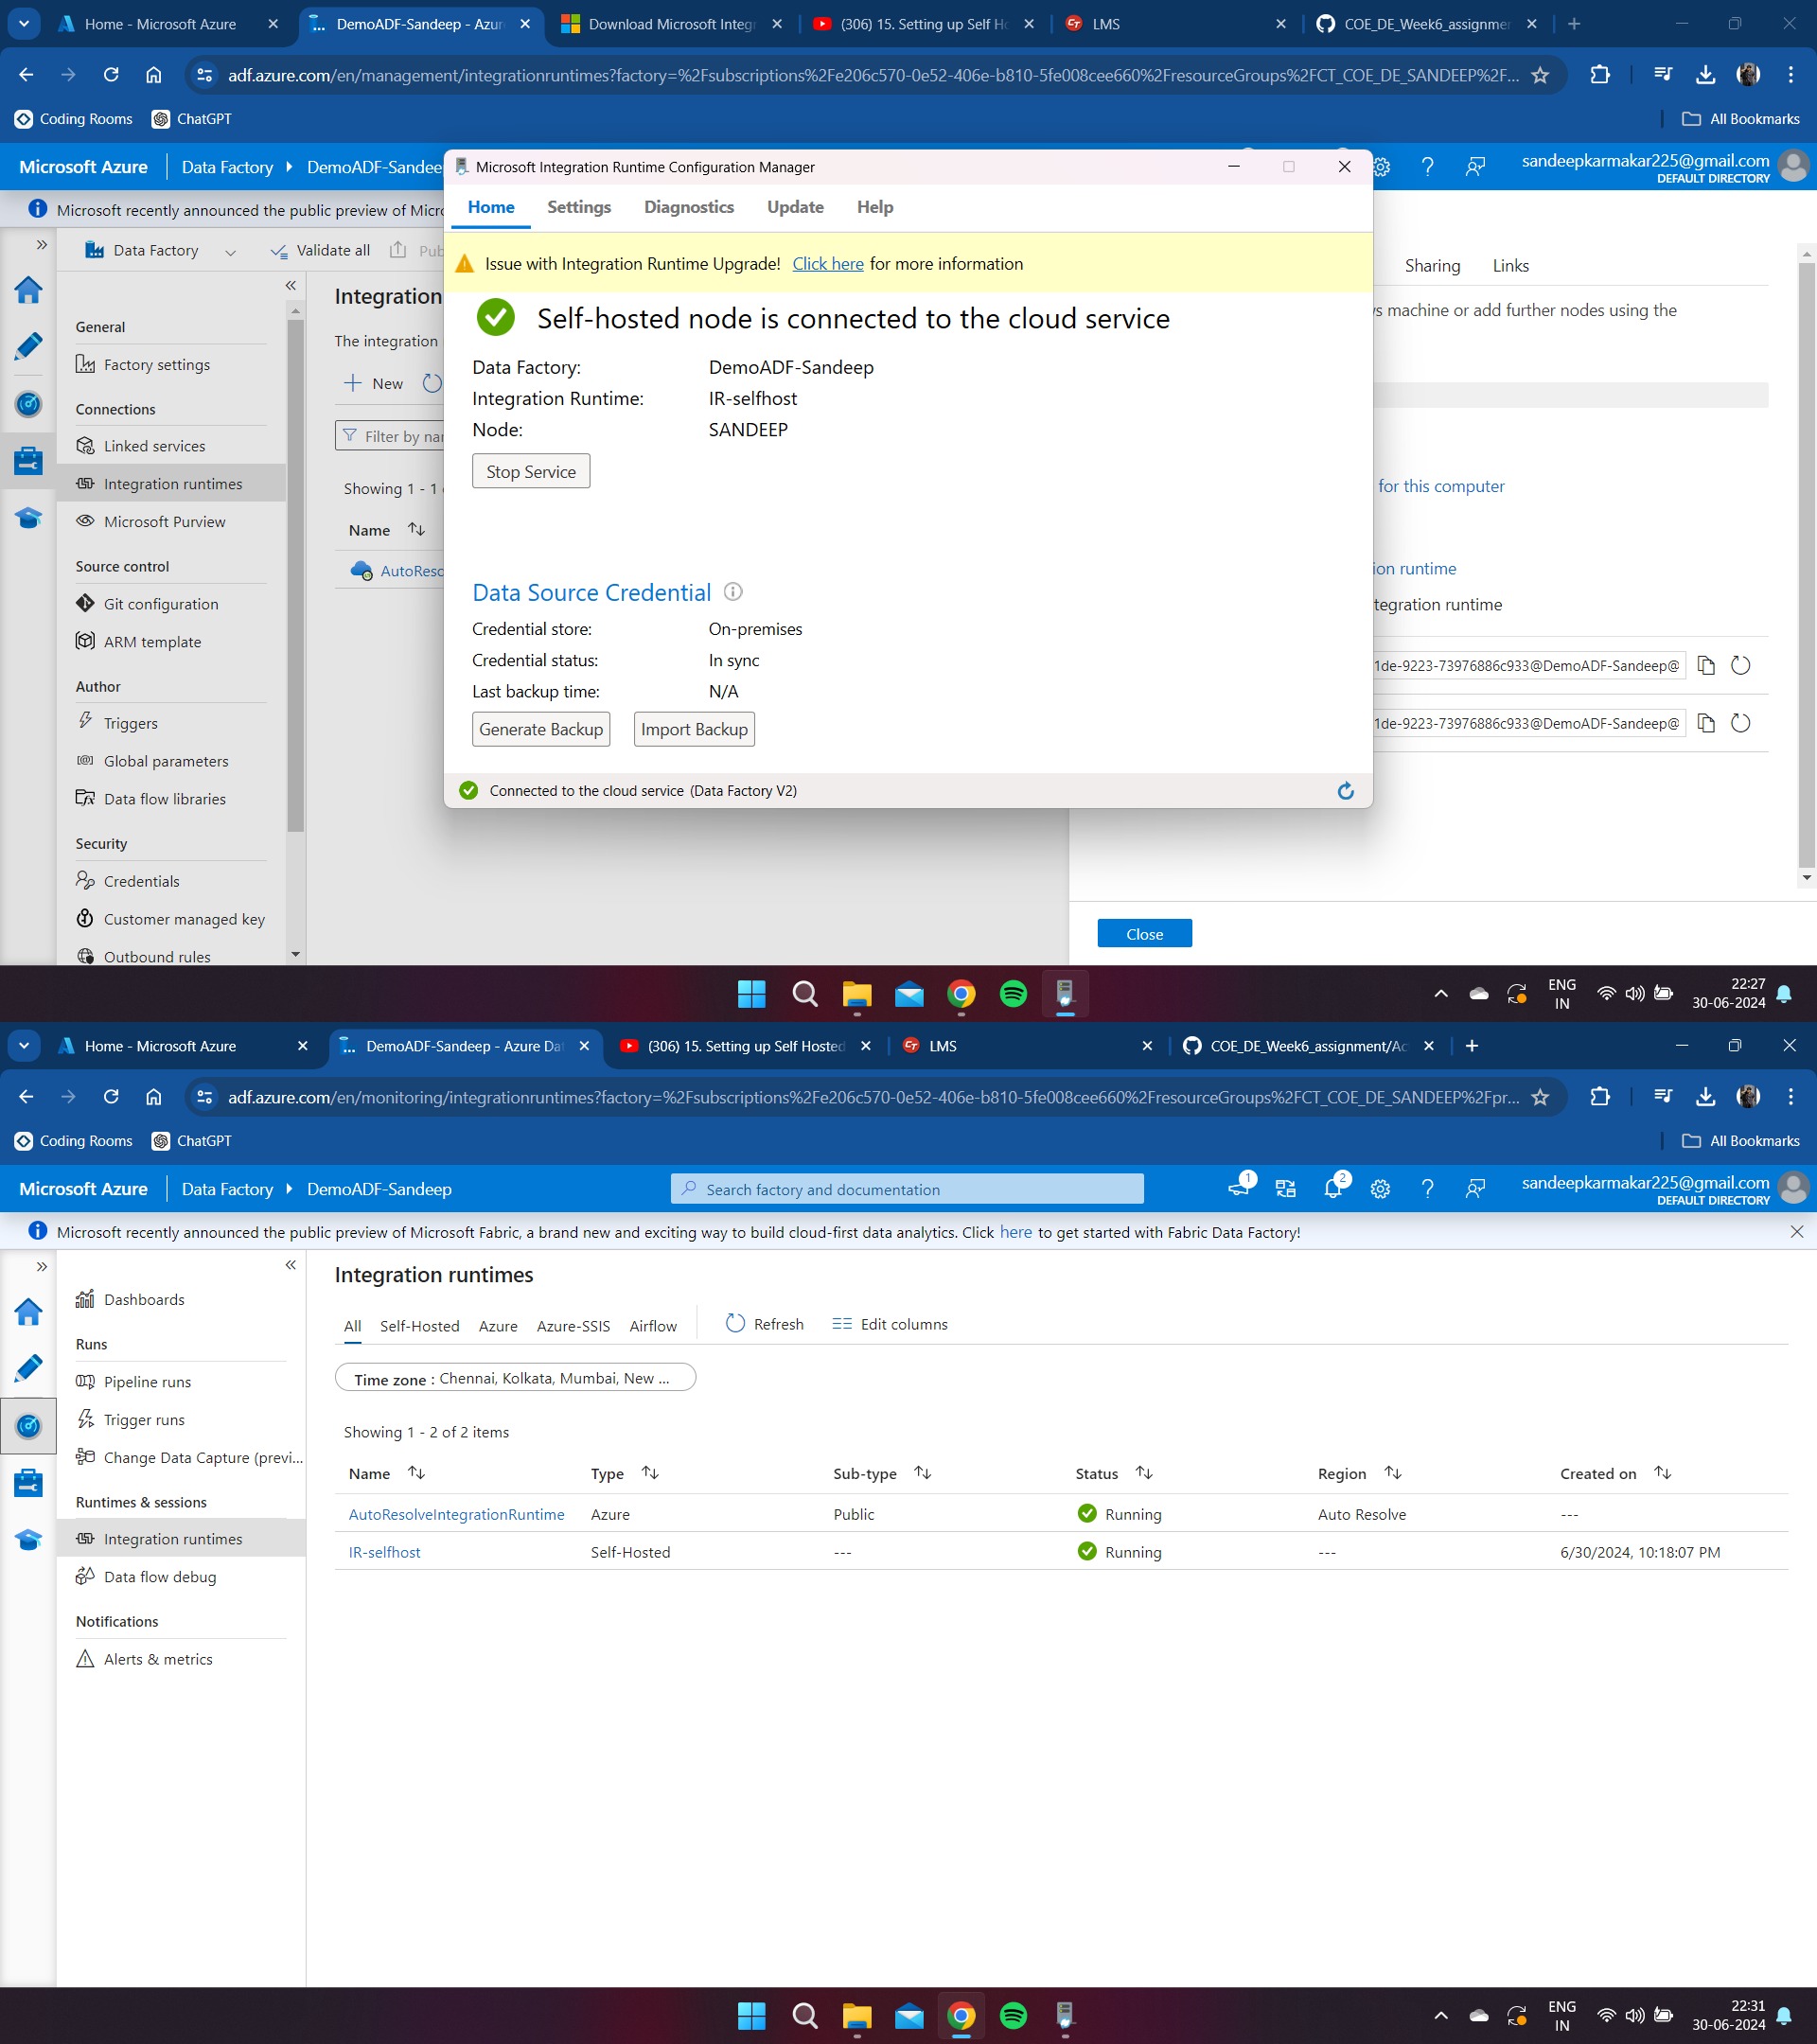 Home - Microsoft Azure
DemoADF-Sandeep - Azur
Download Microsoft Integr
(306) 15. Setting up Self Ho
LMS
COE_DE_Week6_assignmen
adf.azure.com/en/management/integrationruntimes?factory=%2Fsubscriptions%2Fe206c570-0e52-406e-b810-5fe008cee660%2FresourceGroups%2FCT_COE_DE_SANDEEP%2F...
Coding Rooms
ChatGPT
All Bookmarks
Microsoft Azure
Data Factory
DemoADF-Sandee
sandeepkarmakar225@gmail.com
DEFAULT DIRECTORY
Microsoft recently announced the public preview of Micro
Data Factory
Validate all
Pub
General
Factory settings
Connections
Linked services
Integration runtimes
Microsoft Purview
Source control
Git configuration
ARM template
Author
Triggers
Global parameters
Data flow libraries
Security
Credentials
Customer managed key
Outbound rules
Integration
The integration
New
Filter by nam
Showing 1 - 1
Name
AutoReso
Microsoft Integration Runtime Configuration Manager
Home Settings Diagnostics Update Help
Issue with Integration Runtime Upgrade! Click here for more information
Self-hosted node is connected to the cloud service
Data Factory: DemoADF-Sandeep
Integration Runtime: IR-selfhost
Node: SANDEEP
Stop Service
Data Source Credential
Credential store: On-premises
Credential status: In sync
Last backup time: N/A
Generate Backup Import Backup
Connected to the cloud service (Data Factory V2)
Sharing Links
s machine or add further nodes using the
for this computer
ion runtime
tegration runtime
1de-9223-73976886c933@DemoADF-Sandeep@
1de-9223-73976886c933@DemoADF-Sandeep@
Close
ENG
IN
22:27
30-06-2024
Home - Microsoft Azure
DemoADF-Sandeep - Azure Dat
(306) 15. Setting up Self Hosted
LMS
COE_DE_Week6_assignment/Ac
adf.azure.com/en/monitoring/integrationruntimes?factory=%2Fsubscriptions%2Fe206c570-0e52-406e-b810-5fe008cee660%2FresourceGroups%2FCT_COE_DE_SANDEEP%2Fpr...
Coding Rooms
ChatGPT
All Bookmarks
Microsoft Azure
Data Factory
DemoADF-Sandeep
Search factory and documentation
1
2
sandeepkarmakar225@gmail.com
DEFAULT DIRECTORY
Microsoft recently announced the public preview of Microsoft Fabric, a brand new and exciting way to build cloud-first data analytics. Click here to get started with Fabric Data Factory!
Dashboards
Runs
Pipeline runs
Trigger runs
Change Data Capture (previ...
Runtimes & sessions
Integration runtimes
Data flow debug
Notifications
Alerts & metrics
Integration runtimes
All Self-Hosted Azure Azure-SSIS Airflow Refresh Edit columns
Time zone : Chennai, Kolkata, Mumbai, New ...
Showing 1 - 2 of 2 items
Name Type Sub-type Status Region Created on
AutoResolveIntegrationRuntime Azure Public Running Auto Resolve ---
IR-selfhost Self-Hosted --- Running --- 6/30/2024, 10:18:07 PM
ENG
IN
22:31
30-06-2024